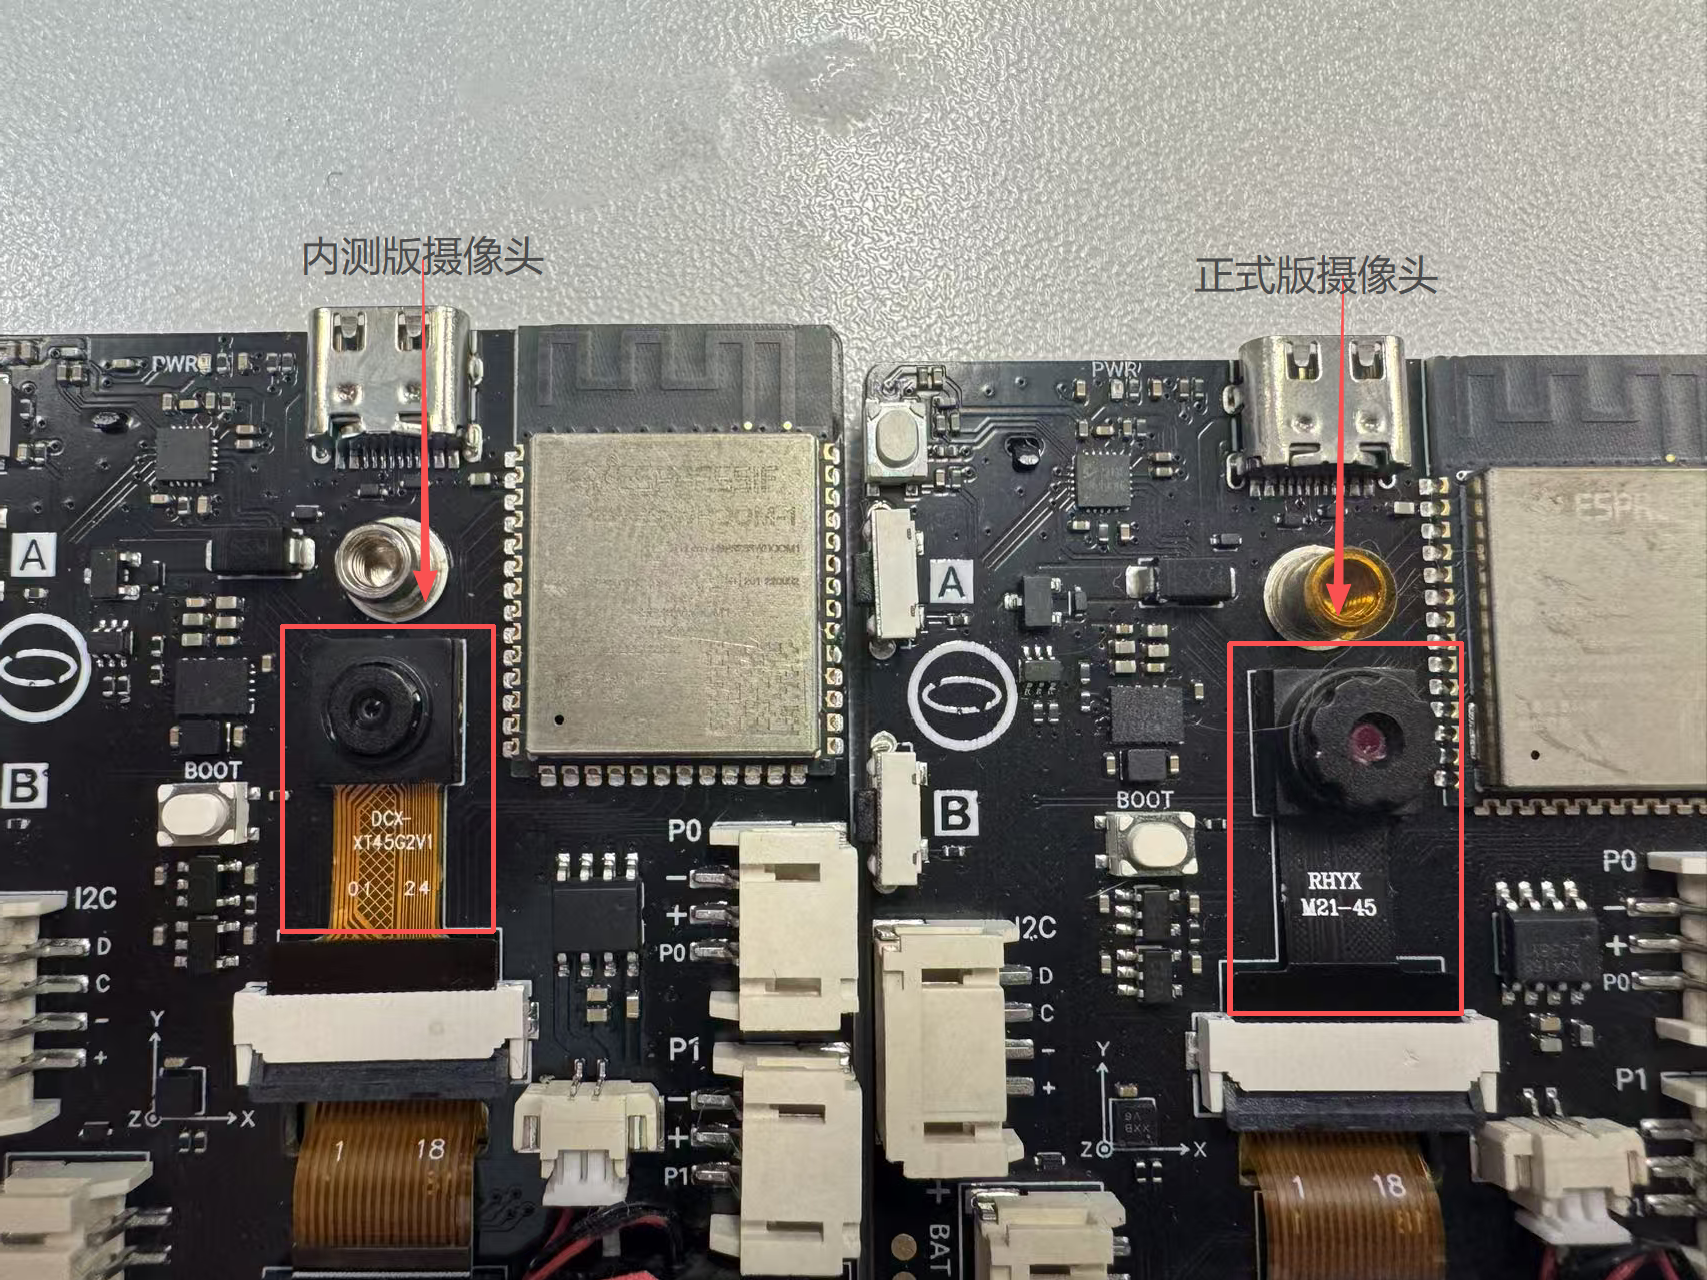 内测版摄像头
正式版摄像头
PWR
PWR
A
A
B
B
BOOT
BOOT
DCX-
XT45G2V1
01 24
RHYX
M21-45
P0
-
+
P0
P0
-
+
P0
I2C
D
C
-
+
I2C
D
C
-
+
P1
-
+
P1
P1
Y
Z
X
Y
Z
X
1 18
1 18
+ BAT